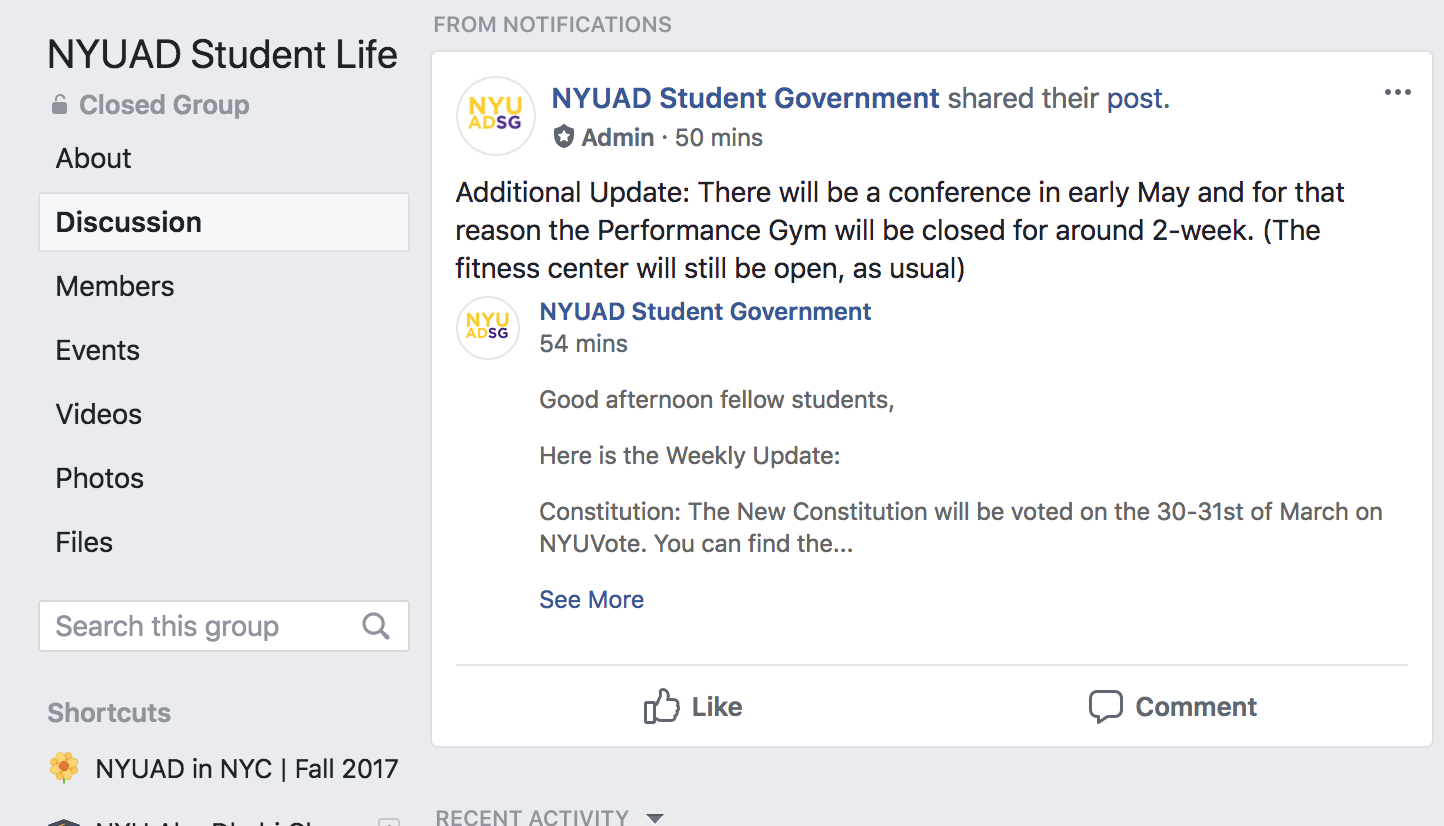 NYUAD Student Life
Closed Group
About
Discussion
Members
Events
Videos
Photos
Files
Search this group
Shortcuts
NYUAD in NYC | Fall 2017
FROM NOTIFICATIONS
NYU
ADSG
NYUAD Student Government shared their post.
Admin · 50 mins
Additional Update: There will be a conference in early May and for that
reason the Performance Gym will be closed for around 2-week. (The
fitness center will still be open, as usual)
NYU
ADSG
NYUAD Student Government
54 mins
Good afternoon fellow students,
Here is the Weekly Update:
Constitution: The New Constitution will be voted on the 30-31st of March on
NYUVote. You can find the...
See More
Like
Comment
RECENT ACTIVITY